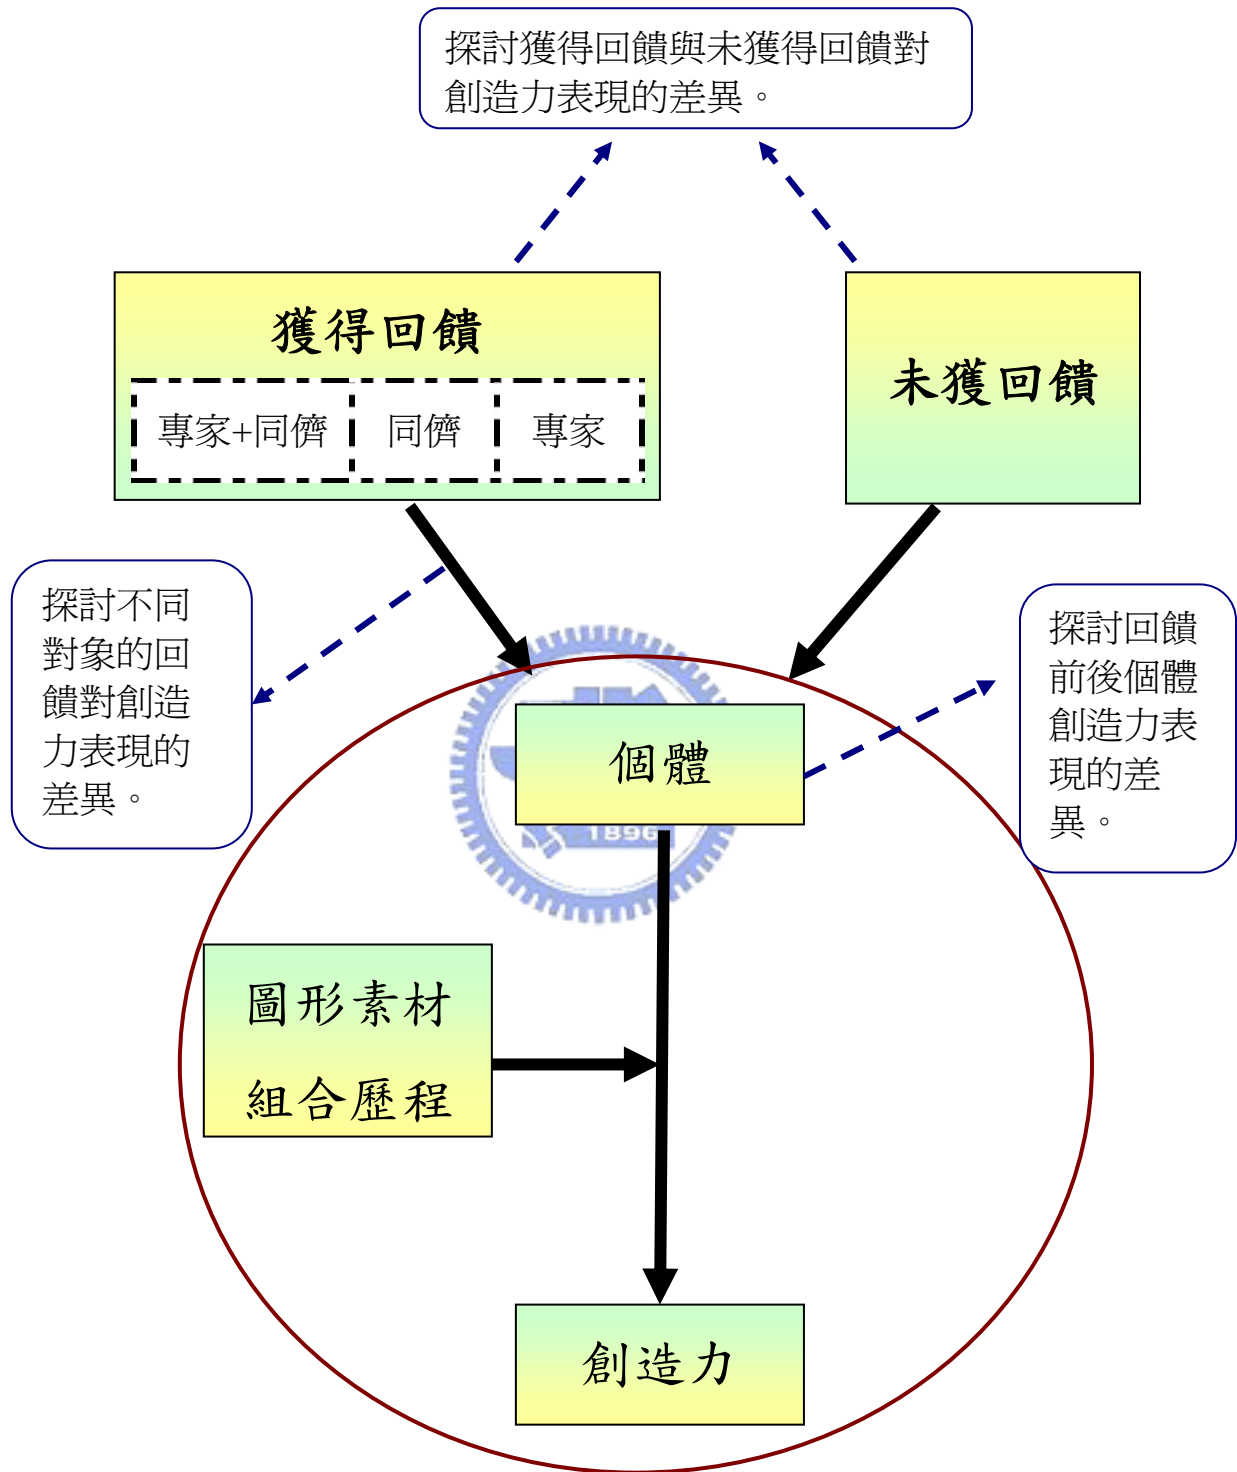 探討獲得回饋與未獲得回饋對
創造力表現的差異。
獲得回饋
專家+同儕
同儕
專家
未獲回饋
探討不同
對象的回
饋對創造
力表現的
差異。
探討回饋
前後個體
創造力表
現的差
異。
個體
1896
圖形素材
組合歷程
創造力